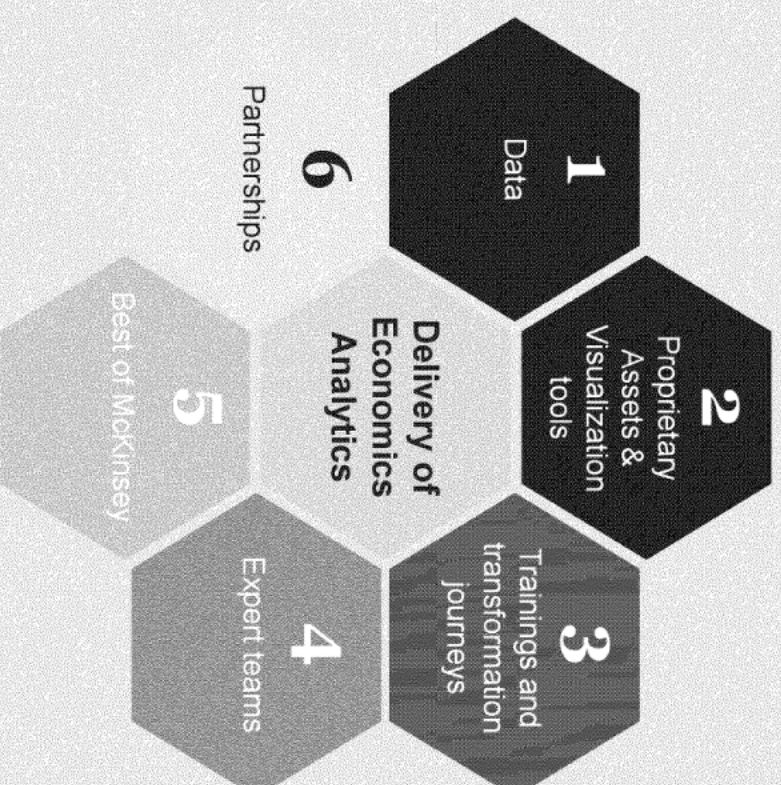 1
Data
2
Proprietary
Assets &
Visualization
tools
3
Trainings and
transformation
journeys
4
Expert teams
5
Best of McKinsey
6
Partnerships
Delivery of
Economics
Analytics